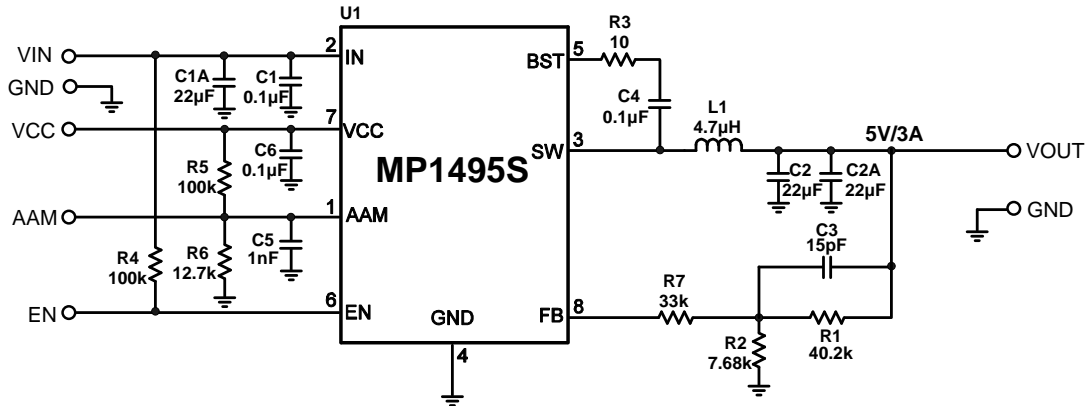 U1
VIN
2
IN
GND
C1A
22µF
C1
0.1µF
VCC
7
VCC
R5
100k
C6
0.1µF
AAM
1
AAM
R4
100k
R6
12.7k
C5
1nF
EN
6
EN
MP1495S
GND
4
BST
5
R3
10
C4
0.1µF
SW
3
L1
4.7µH
5V/3A
VOUT
C2
22µF
C2A
22µF
GND
C3
15pF
FB
8
R7
33k
R2
7.68k
R1
40.2k